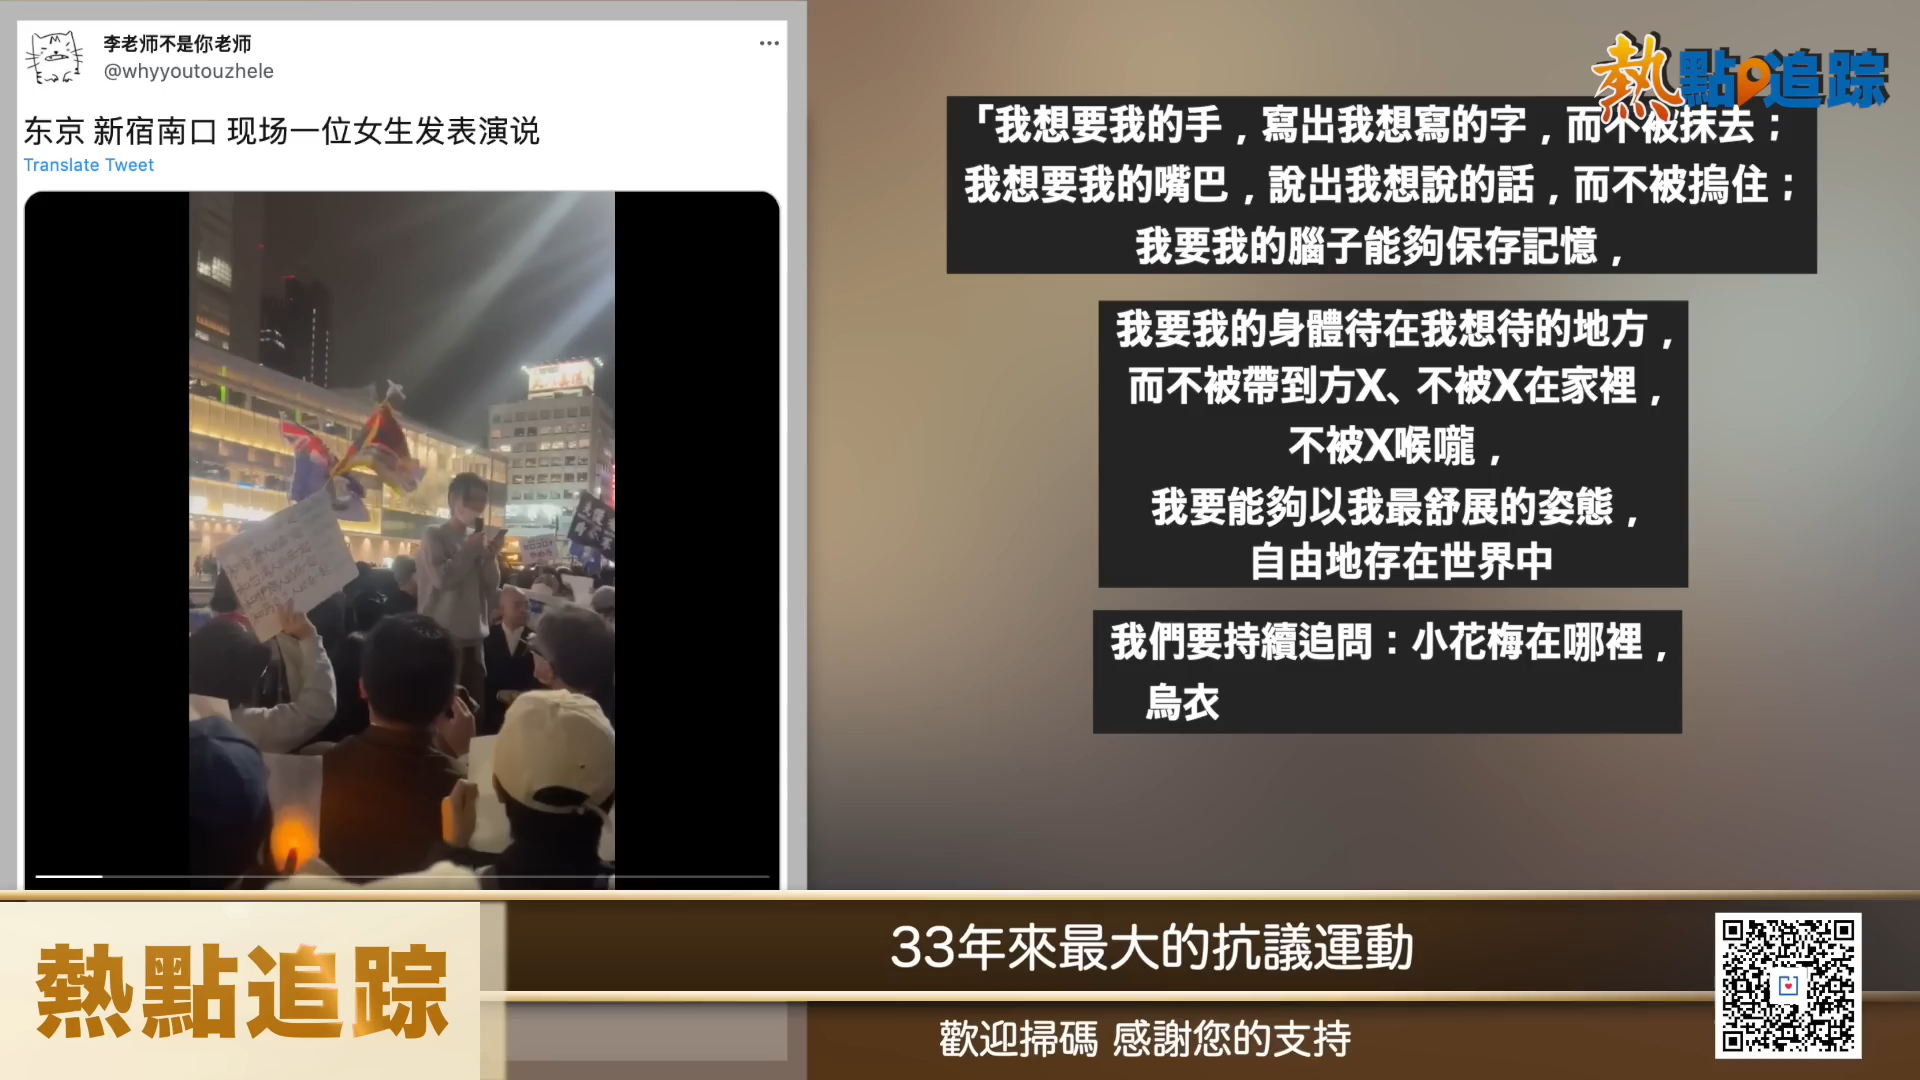 李老师不是你老师
@whyyoutouzhele
东京 新宿南口 现场一位女生发表演说
Translate Tweet
熱點追踪
「我想要我的手，寫出我想寫的字，而不被抹去；
我想要我的嘴巴，說出我想說的話，而不被摀住；
我要我的腦子能夠保存記憶，
我要我的身體待在我想待的地方，
而不被帶到方X、不被X在家裡，
不被X喉嚨，
我要能夠以我最舒展的姿態，
自由地存在世界中
我們要持續追問：小花梅在哪裡，
烏衣
熱點追踪
33年來最大的抗議運動
歡迎掃碼 感謝您的支持